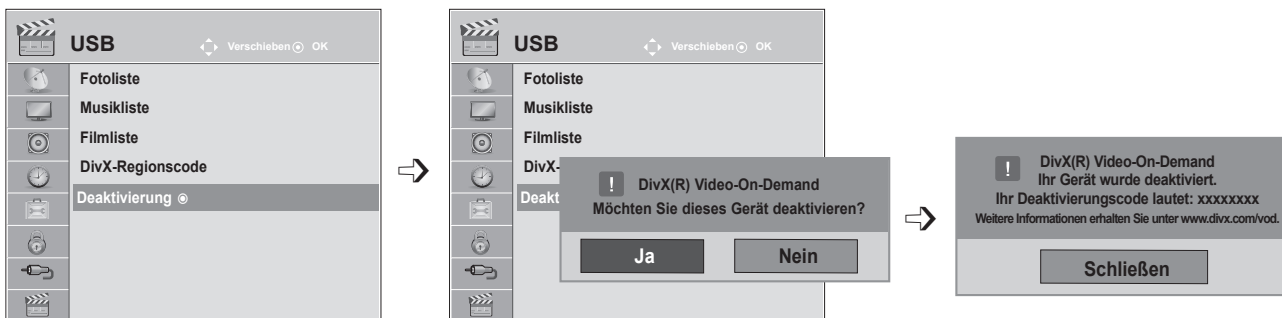 USB
Verschieben OK
Fotoliste
Musikliste
Filmliste
DivX-Regionscode
Deaktivierung
USB
Verschieben OK
Fotoliste
Musikliste
Filmliste
DivX-
Deakt
! DivX(R) Video-On-Demand
Möchten Sie dieses Gerät deaktivieren?
Ja Nein
! DivX(R) Video-On-Demand
Ihr Gerät wurde deaktiviert.
Ihr Deaktivierungscode lautet: xxxxxxxx
Weitere Informationen erhalten Sie unter www.divx.com/vod.
Schließen